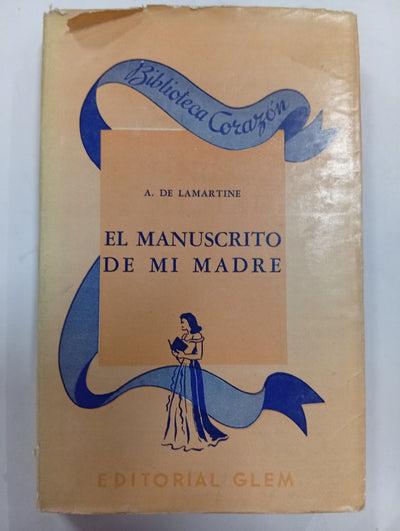 Biblioteca Corazón
A. DE LAMARTINE
EL MANUSCRITO
DE MI MADRE
EDITORIAL GLEM